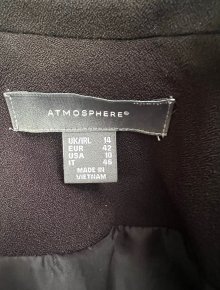 ATMOSPHERE®
UK/IRL 14
EUR 42
USA 10
IT 46
MADE IN
VIETNAM